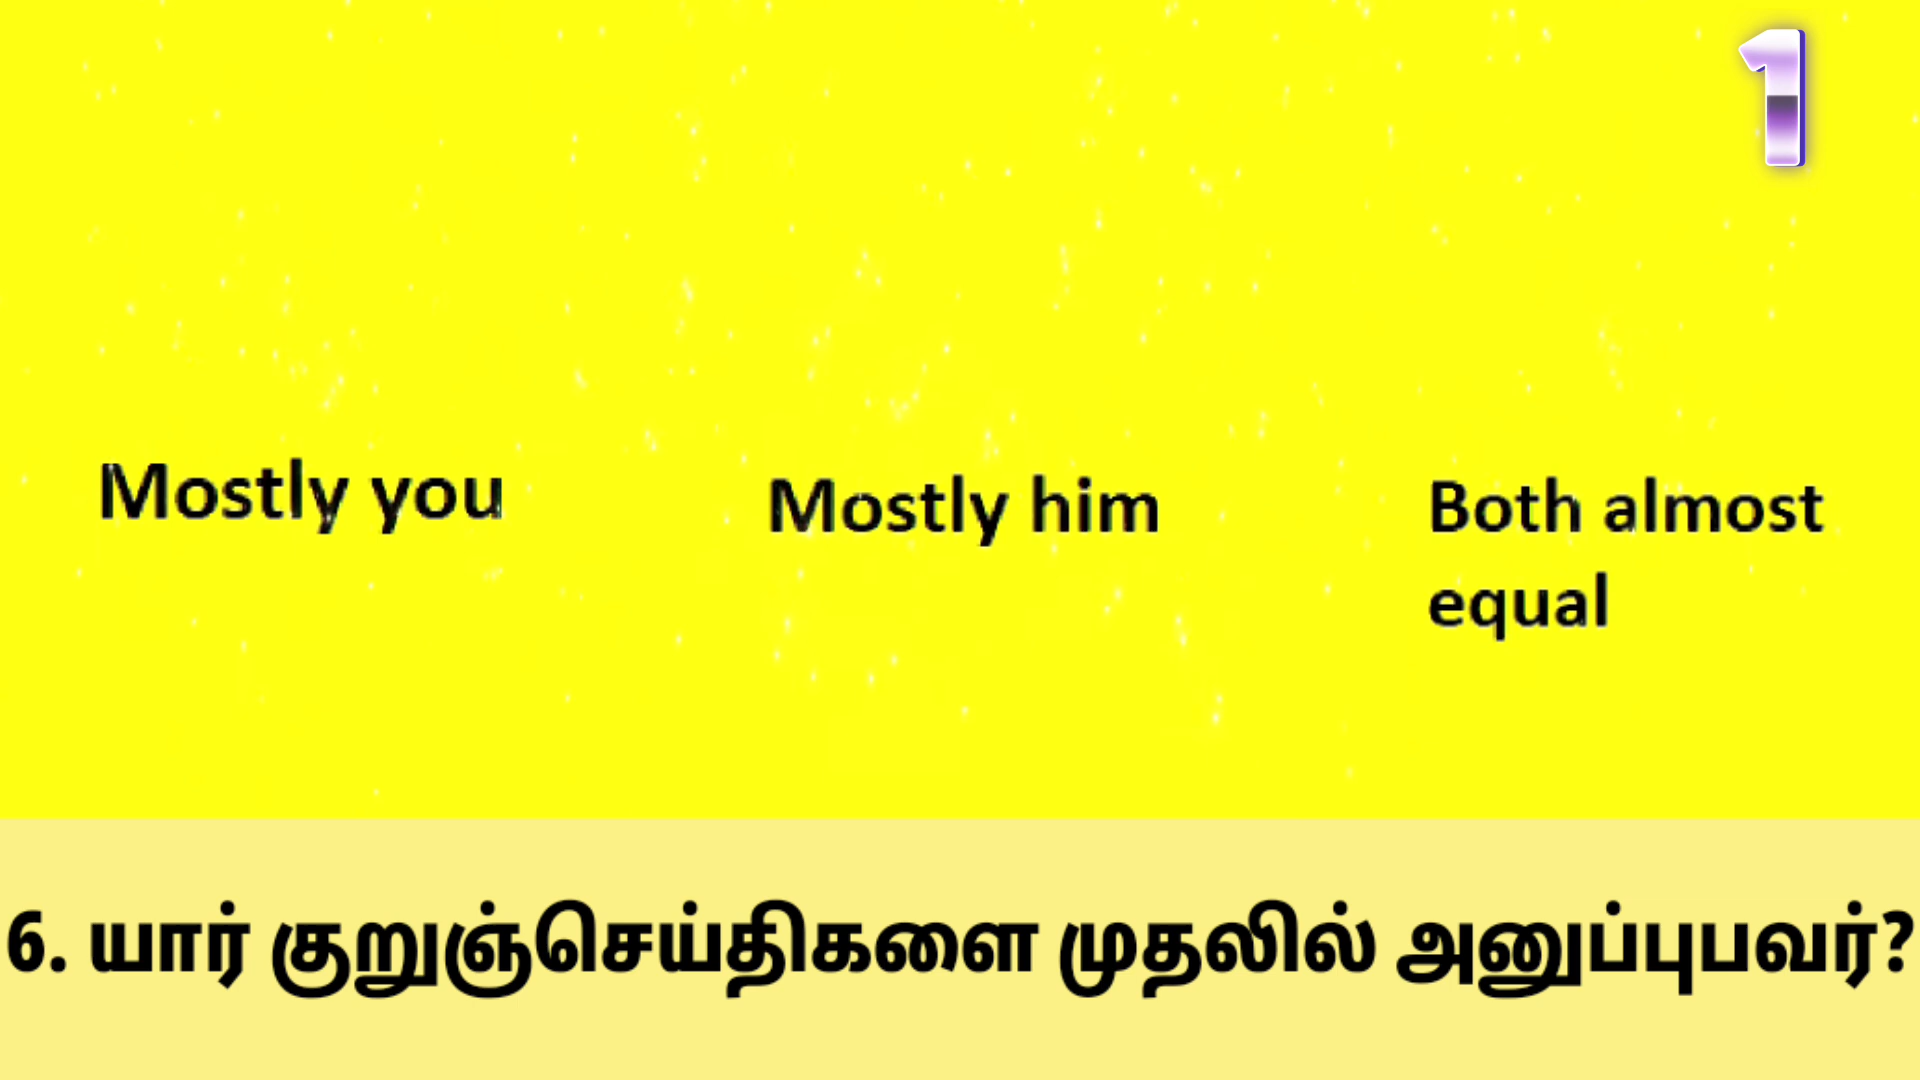 1
Mostly you
Mostly him
Both almost
equal
6. யார் குறுஞ்செய்திகளை முதலில் அனுப்புபவர்?